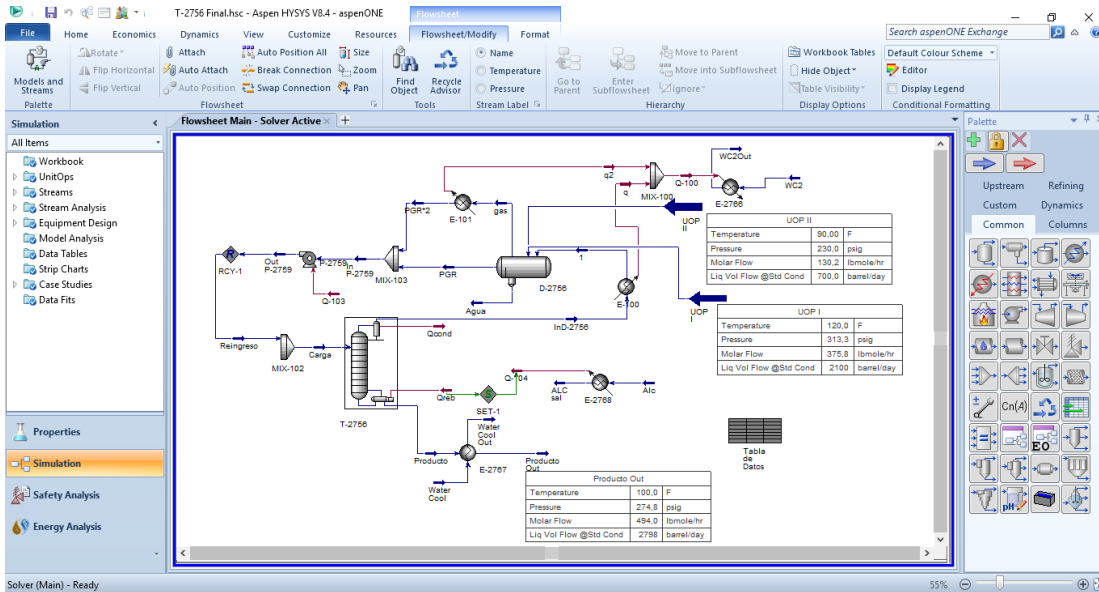 T-2756 Final.hsc - Aspen HYSYS V8.4 - aspenONE
Flowsheet
File
Home
Economics
Dynamics
View
Customize
Resources
Flowsheet/Modify
Format
Search aspenONE Exchange
Models and Streams
Palette
Rotate
Flip Horizontal
Flip Vertical
Attach
Auto Attach
Auto Position
Auto Position All
Break Connection
Swap Connection
Size
Zoom
Pan
Flowsheet
Find Object
Recycle Advisor
Tools
Name
Temperature
Pressure
Stream Label
Go to Parent
Enter Subflowsheet
Move to Parent
Move into Subflowsheet
Ignore
Hierarchy
Workbook Tables
Hide Object
Table Visibility
Display Options
Default Colour Scheme
Editor
Display Legend
Conditional Formatting
Simulation
All Items
Workbook
UnitOps
Streams
Stream Analysis
Equipment Design
Model Analysis
Data Tables
Strip Charts
Case Studies
Data Fits
Properties
Simulation
Safety Analysis
Energy Analysis
Flowsheet Main - Solver Active
WC2Out
q2
q
Q-100
MIX-100
WC2
E-2766
PGR*2
E-101
gas
UOP II
UOP II
Temperature 90,00 F
Pressure 230,0 psig
Molar Flow 130,2 lbmole/hr
Liq Vol Flow @Std Cond 700,0 barrel/day
RCY-1
Out P-2759
P-2759
In P-2759
MIX-103
PGR
D-2756
1
E-100
Q-103
Agua
InD-2756
UOP I
UOP I
Temperature 120,0 F
Pressure 313,3 psig
Molar Flow 375,8 lbmole/hr
Liq Vol Flow @Std Cond 2100 barrel/day
Reingreso
MIX-102
Carga
Qcond
T-2756
Qreb
SET-1
Q-104
ALC sal
E-2768
Alc
Water Cool Out
Producto
E-2767
Producto Out
Water Cool
Tabla de Datos
Producto Out
Temperature 100,0 F
Pressure 274,8 psig
Molar Flow 494,0 lbmole/hr
Liq Vol Flow @Std Cond 2798 barrel/day
Palette
Upstream
Refining
Custom
Dynamics
Common
Columns
Cn(A)
EO
pH
Solver (Main) - Ready
55%